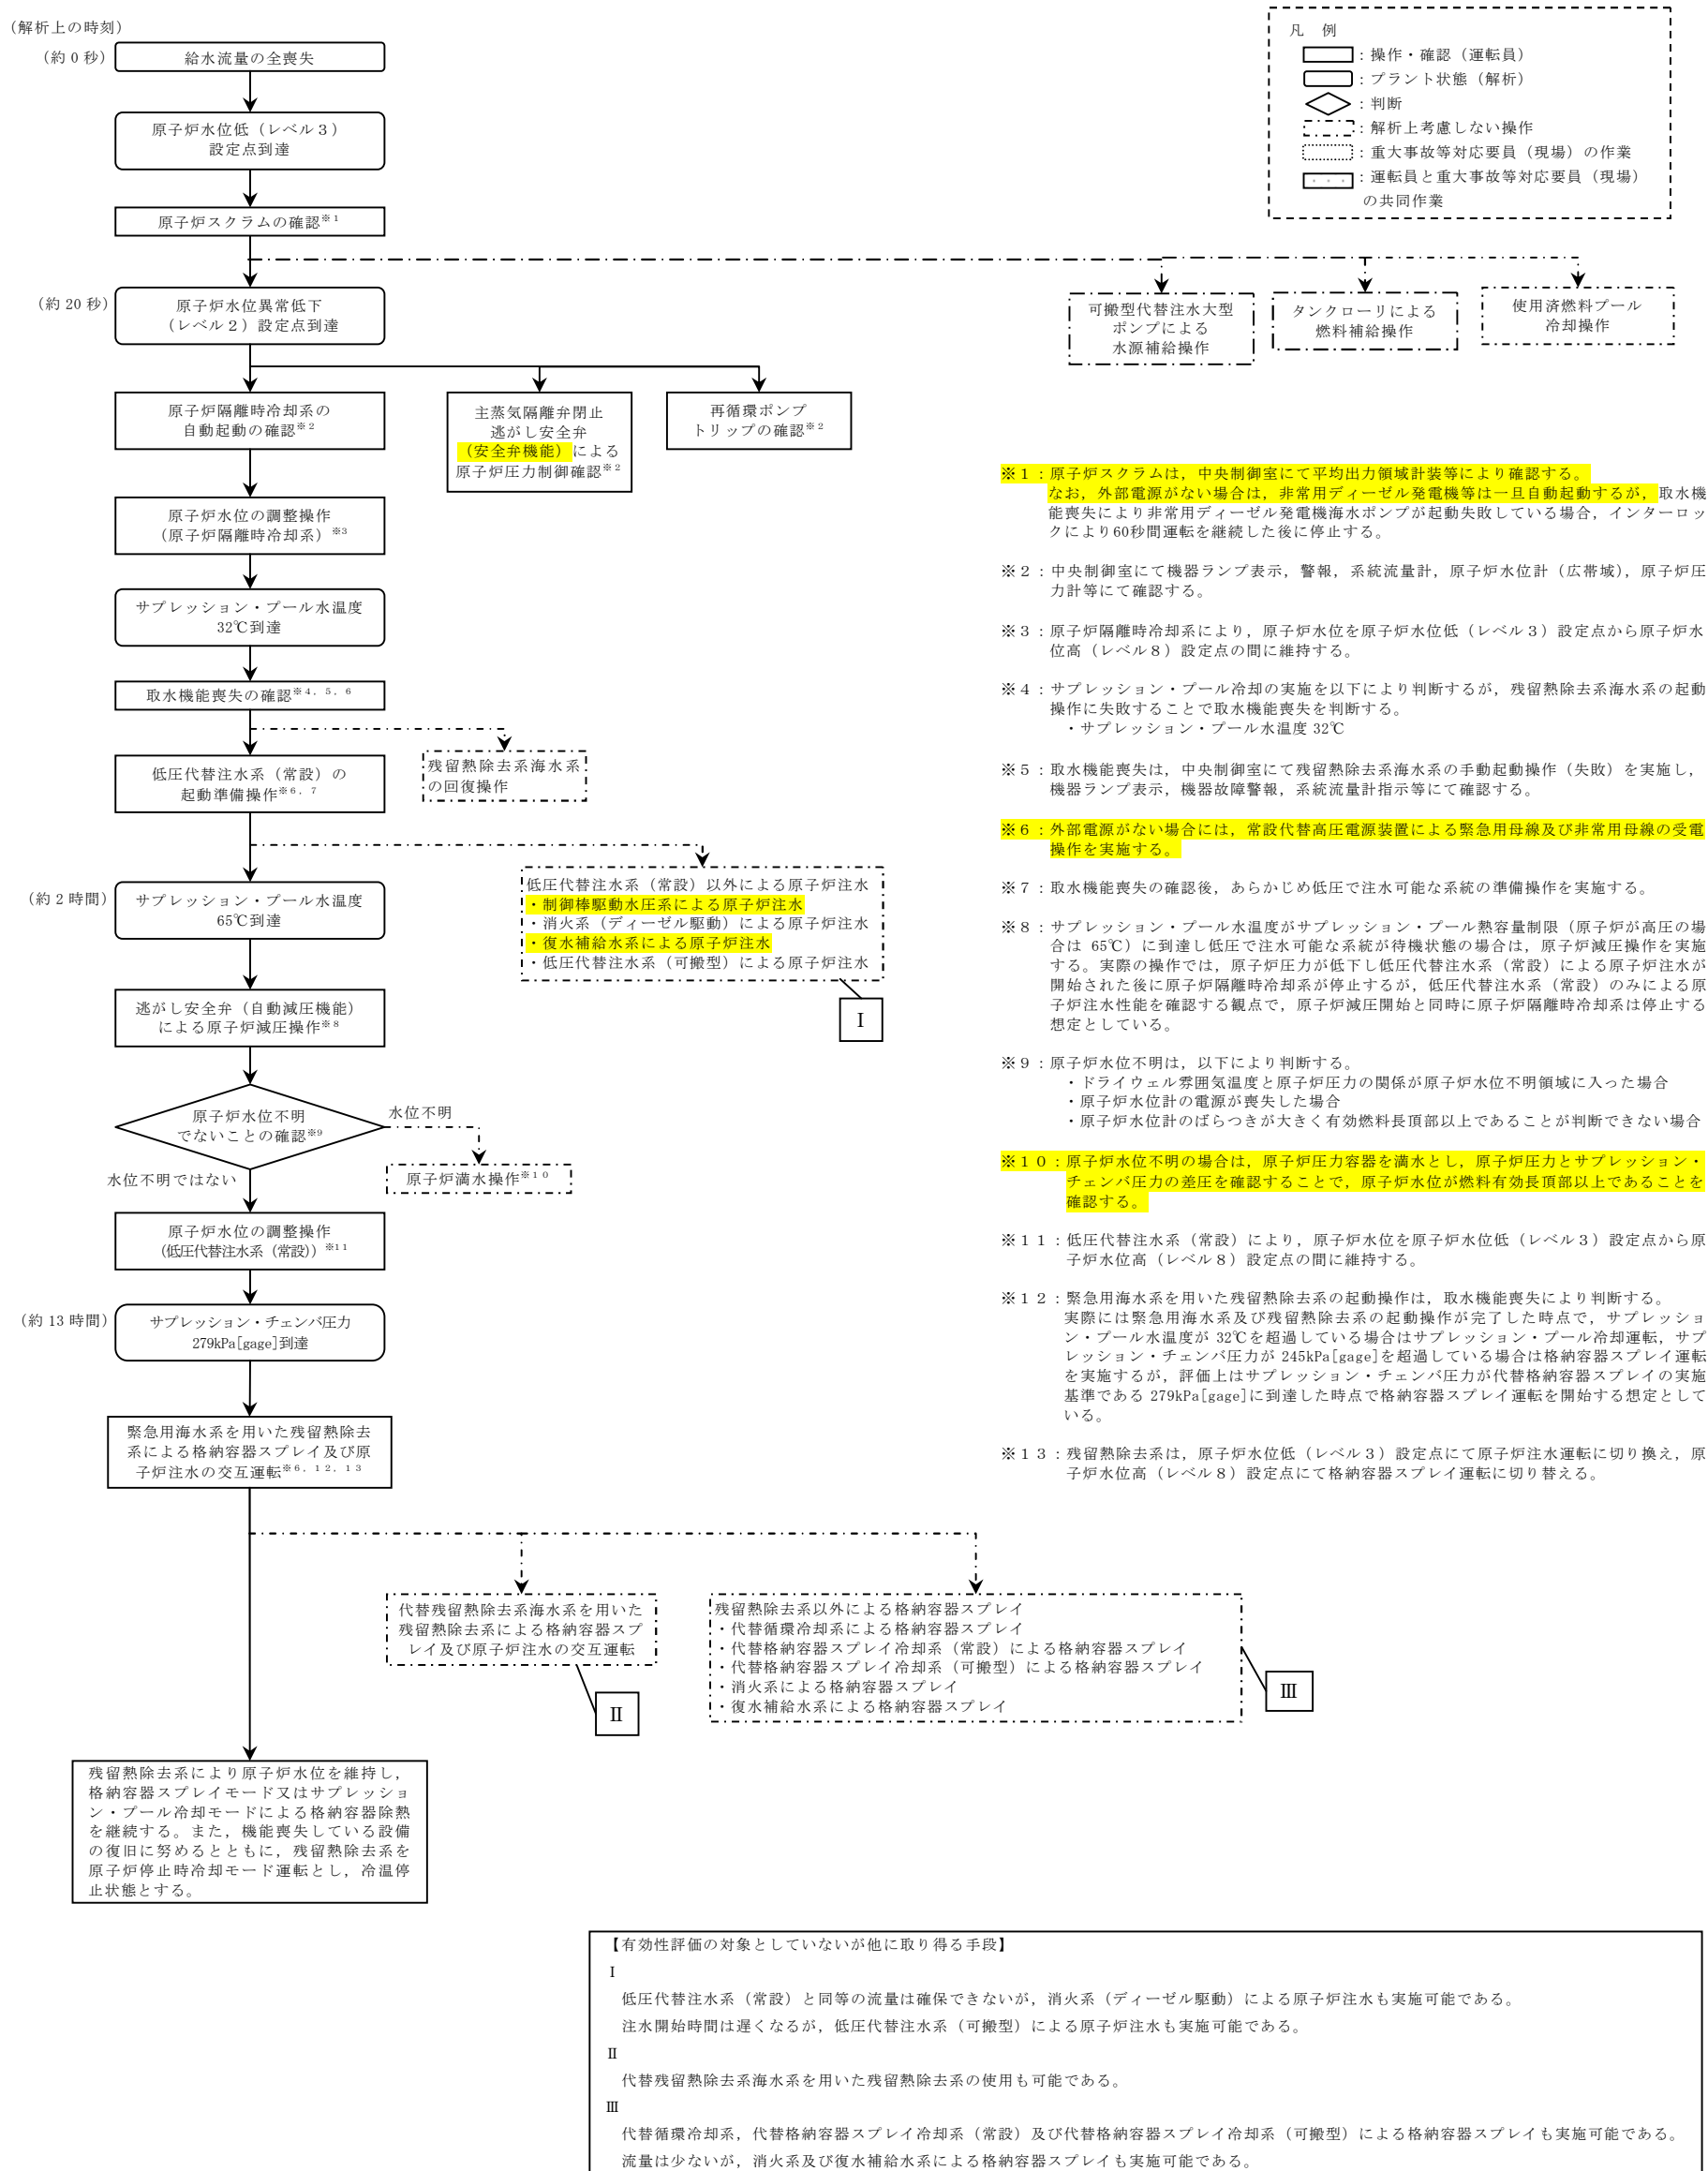 （解析上の時刻）
（約 0 秒）
給水流量の全喪失
原子炉水位低（レベル３）
設定点到達
原子炉スクラムの確認※１
（約 20 秒）
原子炉水位異常低下
（レベル２）設定点到達
原子炉隔離時冷却系の
自動起動の確認※２
主蒸気隔離弁閉止
逃がし安全弁
（安全弁機能）による
原子炉圧力制御確認※２
再循環ポンプ
トリップの確認※２
原子炉水位の調整操作
（原子炉隔離時冷却系）※3
サプレッション・プール水温度
32℃到達
取水機能喪失の確認※４，５，６
低圧代替注水系（常設）の
起動準備操作※６，７
残留熱除去系海水系
の回復操作
（約 2 時間）
サプレッション・プール水温度
65℃到達
低圧代替注水系（常設）以外による原子炉注水
・制御棒駆動水圧系による原子炉注水
・消火系（ディーゼル駆動）による原子炉注水
・復水補給水系による原子炉注水
・低圧代替注水系（可搬型）による原子炉注水
Ⅰ
逃がし安全弁（自動減圧機能）
による原子炉減圧操作※８
原子炉水位不明
でないことの確認※9
水位不明
水位不明ではない
原子炉満水操作※１０
原子炉水位の調整操作
（低圧代替注水系（常設））※11
（約 13 時間）
サプレッション・チェンバ圧力
279kPa[gage]到達
緊急用海水系を用いた残留熱除去
系による格納容器スプレイ及び原
子炉注水の交互運転※６，１２，１３
代替残留熱除去系海水系を用いた
残留熱除去系による格納容器スプ
レイ及び原子炉注水の交互運転
Ⅱ
残留熱除去系以外による格納容器スプレイ
・代替循環冷却系による格納容器スプレイ
・代替格納容器スプレイ冷却系（常設）による格納容器スプレイ
・代替格納容器スプレイ冷却系（可搬型）による格納容器スプレイ
・消火系による格納容器スプレイ
・復水補給水系による格納容器スプレイ
Ⅲ
残留熱除去系により原子炉水位を維持し，
格納容器スプレイモード又はサプレッショ
ン・プール冷却モードによる格納容器除熱
を継続する。また，機能喪失している設備
の復旧に努めるとともに，残留熱除去系を
原子炉停止時冷却モード運転とし，冷温停
止状態とする。
凡　例
：操作・確認（運転員）
：プラント状態（解析）
：判断
：解析上考慮しない操作
：重大事故等対応要員（現場）の作業
：運転員と重大事故等対応要員（現場）
の共同作業
可搬型代替注水大型
ポンプによる
水源補給操作
タンクローリによる
燃料補給操作
使用済燃料プール
冷却操作
※１：原子炉スクラムは，中央制御室にて平均出力領域計装等により確認する。
なお，外部電源がない場合は，非常用ディーゼル発電機等は一旦自動起動するが，取水機
能喪失により非常用ディーゼル発電機海水ポンプが起動失敗している場合，インターロッ
クにより60秒間運転を継続した後に停止する。
※２：中央制御室にて機器ランプ表示，警報，系統流量計，原子炉水位計（広帯域），原子炉圧
力計等にて確認する。
※３：原子炉隔離時冷却系により，原子炉水位を原子炉水位低（レベル３）設定点から原子炉水
位高（レベル８）設定点の間に維持する。
※４：サプレッション・プール冷却の実施を以下により判断するが，残留熱除去系海水系の起動
操作に失敗することで取水機能喪失を判断する。
・サプレッション・プール水温度 32℃
※５：取水機能喪失は，中央制御室にて残留熱除去系海水系の手動起動操作（失敗）を実施し，
機器ランプ表示，機器故障警報，系統流量計指示等にて確認する。
※６：外部電源がない場合には，常設代替高圧電源装置による緊急用母線及び非常用母線の受電
操作を実施する。
※７：取水機能喪失の確認後，あらかじめ低圧で注水可能な系統の準備操作を実施する。
※８：サプレッション・プール水温度がサプレッション・プール熱容量制限（原子炉が高圧の場
合は 65℃）に到達し低圧で注水可能な系統が待機状態の場合は，原子炉減圧操作を実施
する。実際の操作では，原子炉圧力が低下し低圧代替注水系（常設）による原子炉注水が
開始された後に原子炉隔離時冷却系が停止するが，低圧代替注水系（常設）のみによる原
子炉注水性能を確認する観点で，原子炉減圧開始と同時に原子炉隔離時冷却系は停止する
想定としている。
※９：原子炉水位不明は，以下により判断する。
・ドライウェル雰囲気温度と原子炉圧力の関係が原子炉水位不明領域に入った場合
・原子炉水位計の電源が喪失した場合
・原子炉水位計のばらつきが大きく有効燃料長頂部以上であることが判断できない場合
※１０：原子炉水位不明の場合は，原子炉圧力容器を満水とし，原子炉圧力とサプレッション・
チェンバ圧力の差圧を確認することで，原子炉水位が燃料有効長頂部以上であることを
確認する。
※１１：低圧代替注水系（常設）により，原子炉水位を原子炉水位低（レベル３）設定点から原
子炉水位高（レベル８）設定点の間に維持する。
※１２：緊急用海水系を用いた残留熱除去系の起動操作は，取水機能喪失により判断する。
実際には緊急用海水系及び残留熱除去系の起動操作が完了した時点で，サプレッショ
ン・プール水温度が 32℃を超過している場合はサプレッション・プール冷却運転，サプ
レッション・チェンバ圧力が 245kPa[gage]を超過している場合は格納容器スプレイ運転
を実施するが，評価上はサプレッション・チェンバ圧力が代替格納容器スプレイの実施
基準である 279kPa[gage]に到達した時点で格納容器スプレイ運転を開始する想定として
いる。
※１３：残留熱除去系は，原子炉水位低（レベル３）設定点にて原子炉注水運転に切り換え，原
子炉水位高（レベル８）設定点にて格納容器スプレイ運転に切り替える。
【有効性評価の対象としていないが他に取り得る手段】
Ⅰ
低圧代替注水系（常設）と同等の流量は確保できないが，消火系（ディーゼル駆動）による原子炉注水も実施可能である。
注水開始時間は遅くなるが，低圧代替注水系（可搬型）による原子炉注水も実施可能である。
Ⅱ
代替残留熱除去系海水系を用いた残留熱除去系の使用も可能である。
Ⅲ
代替循環冷却系，代替格納容器スプレイ冷却系（常設）及び代替格納容器スプレイ冷却系（可搬型）による格納容器スプレイも実施可能である。
流量は少ないが，消火系及び復水補給水系による格納容器スプレイも実施可能である。